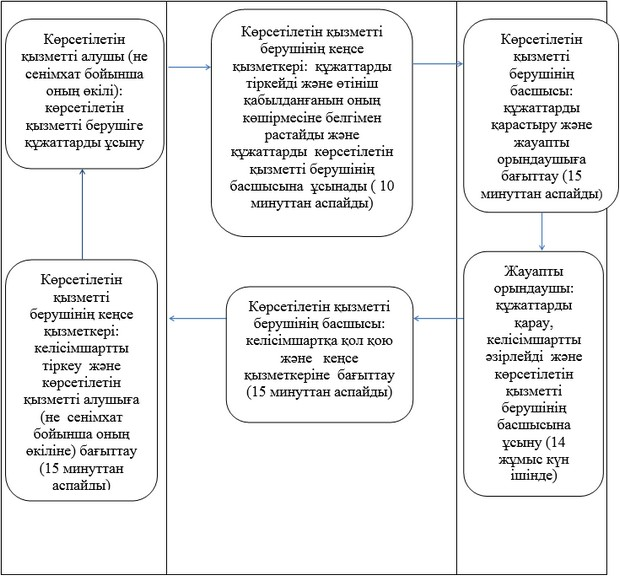 Көрсетілетін
қызметті алушы (не
сенімхат бойынша
оның өкілі):
көрсетілетін
қызметті берушіге
құжаттарды ұсыну
Көрсетілетін қызметті
берушінің кеңсе
қызметкері: құжаттарды
тіркейді және өтініш
қабылданғанын оның
көшірмесіне белгімен
растайды және
құжаттарды көрсетілетін
қызметті берушінің
басшысына ұсынады ( 10
минуттан аспайды)
Көрсетілетін
қызметті
берушінің
басшысы:
құжаттарды
қарастыру және
жауапты
орындаушыға
бағыттау (15
минуттан аспайды)
Жауапты
орындаушы:
құжаттарды
қарау,
келісімшартты
әзірлейді және
көрсетілетін
қызметті
берушінің
басшысына
ұсыну (14
жұмыс күн
ішінде)
Көрсетілетін қызметті
берушінің басшысы:
келісімшартқа қол қою
және кеңсе
қызметкеріне бағыттау
(15 минуттан аспайды)
Көрсетілетін
қызметті
берушінің кеңсе
қызметкері:
келісімшартты
тіркеу және
көрсетілетін
қызметті алушыға
(не сенімхат
бойынша оның
өкіліне) бағыттау
(15 минуттан
аспайды)